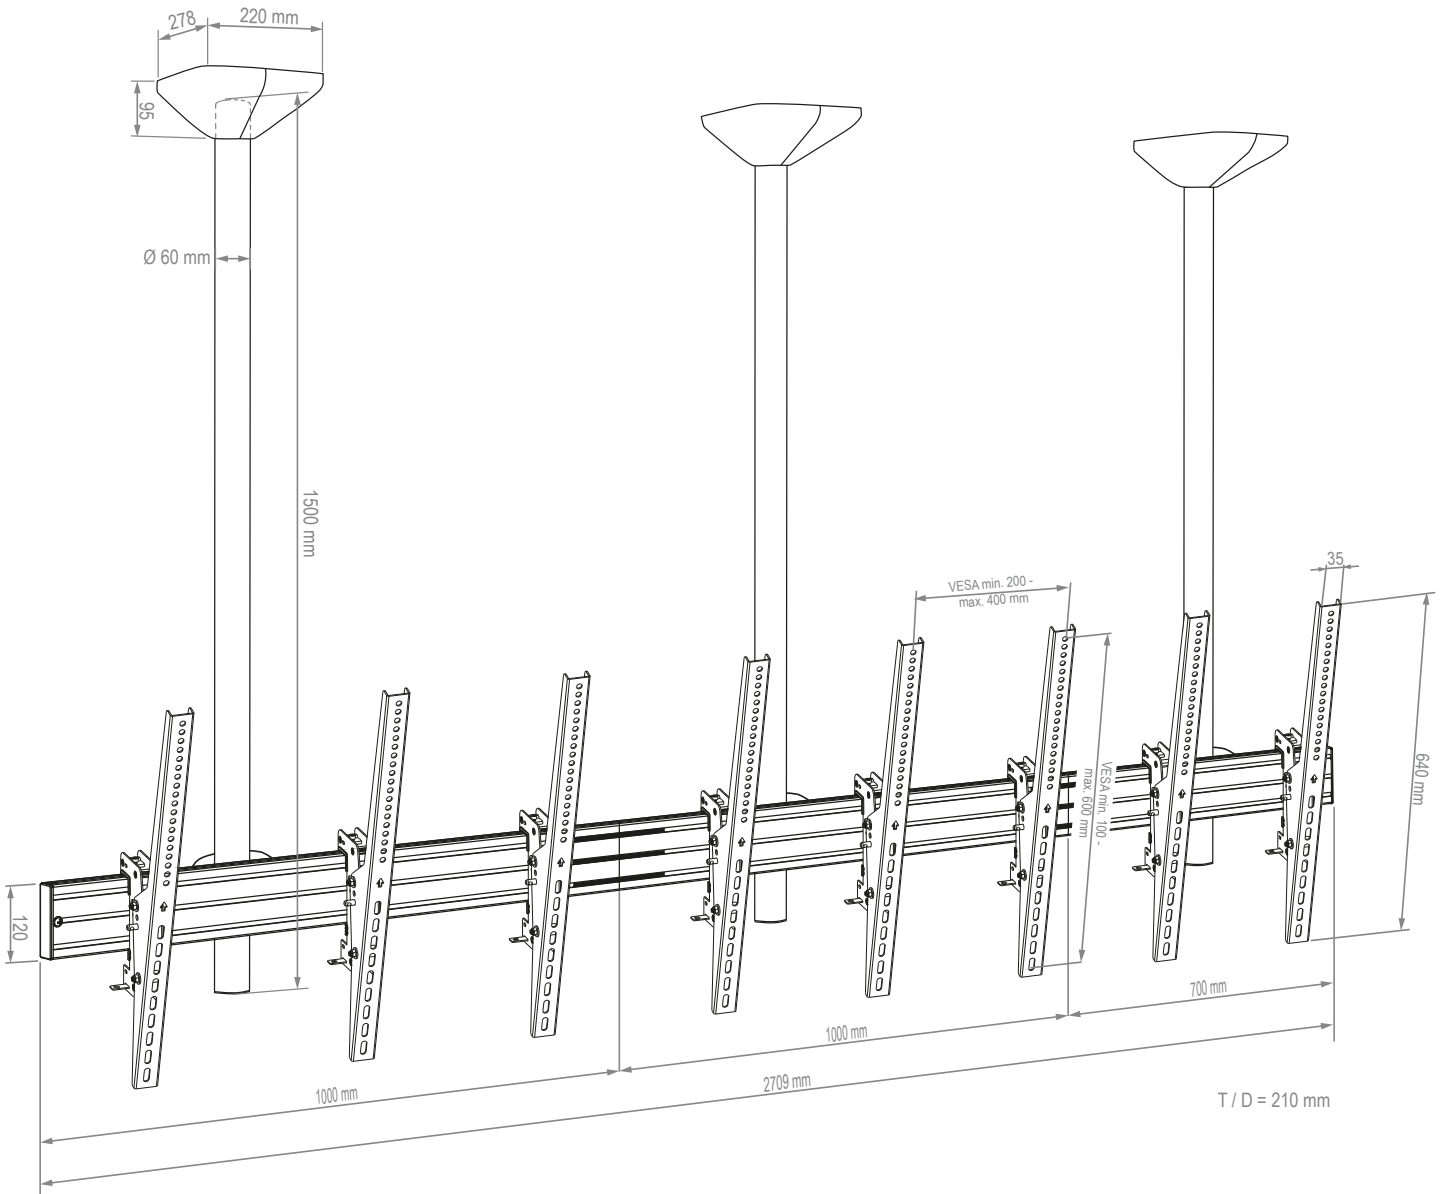 278
220 mm
95
Ø 60 mm
1500 mm
VESA min. 200 -
max. 400 mm
35
VESA min. 100 -
max. 600 mm
640 mm
120
700 mm
1000 mm
1000 mm
2709 mm
T / D = 210 mm